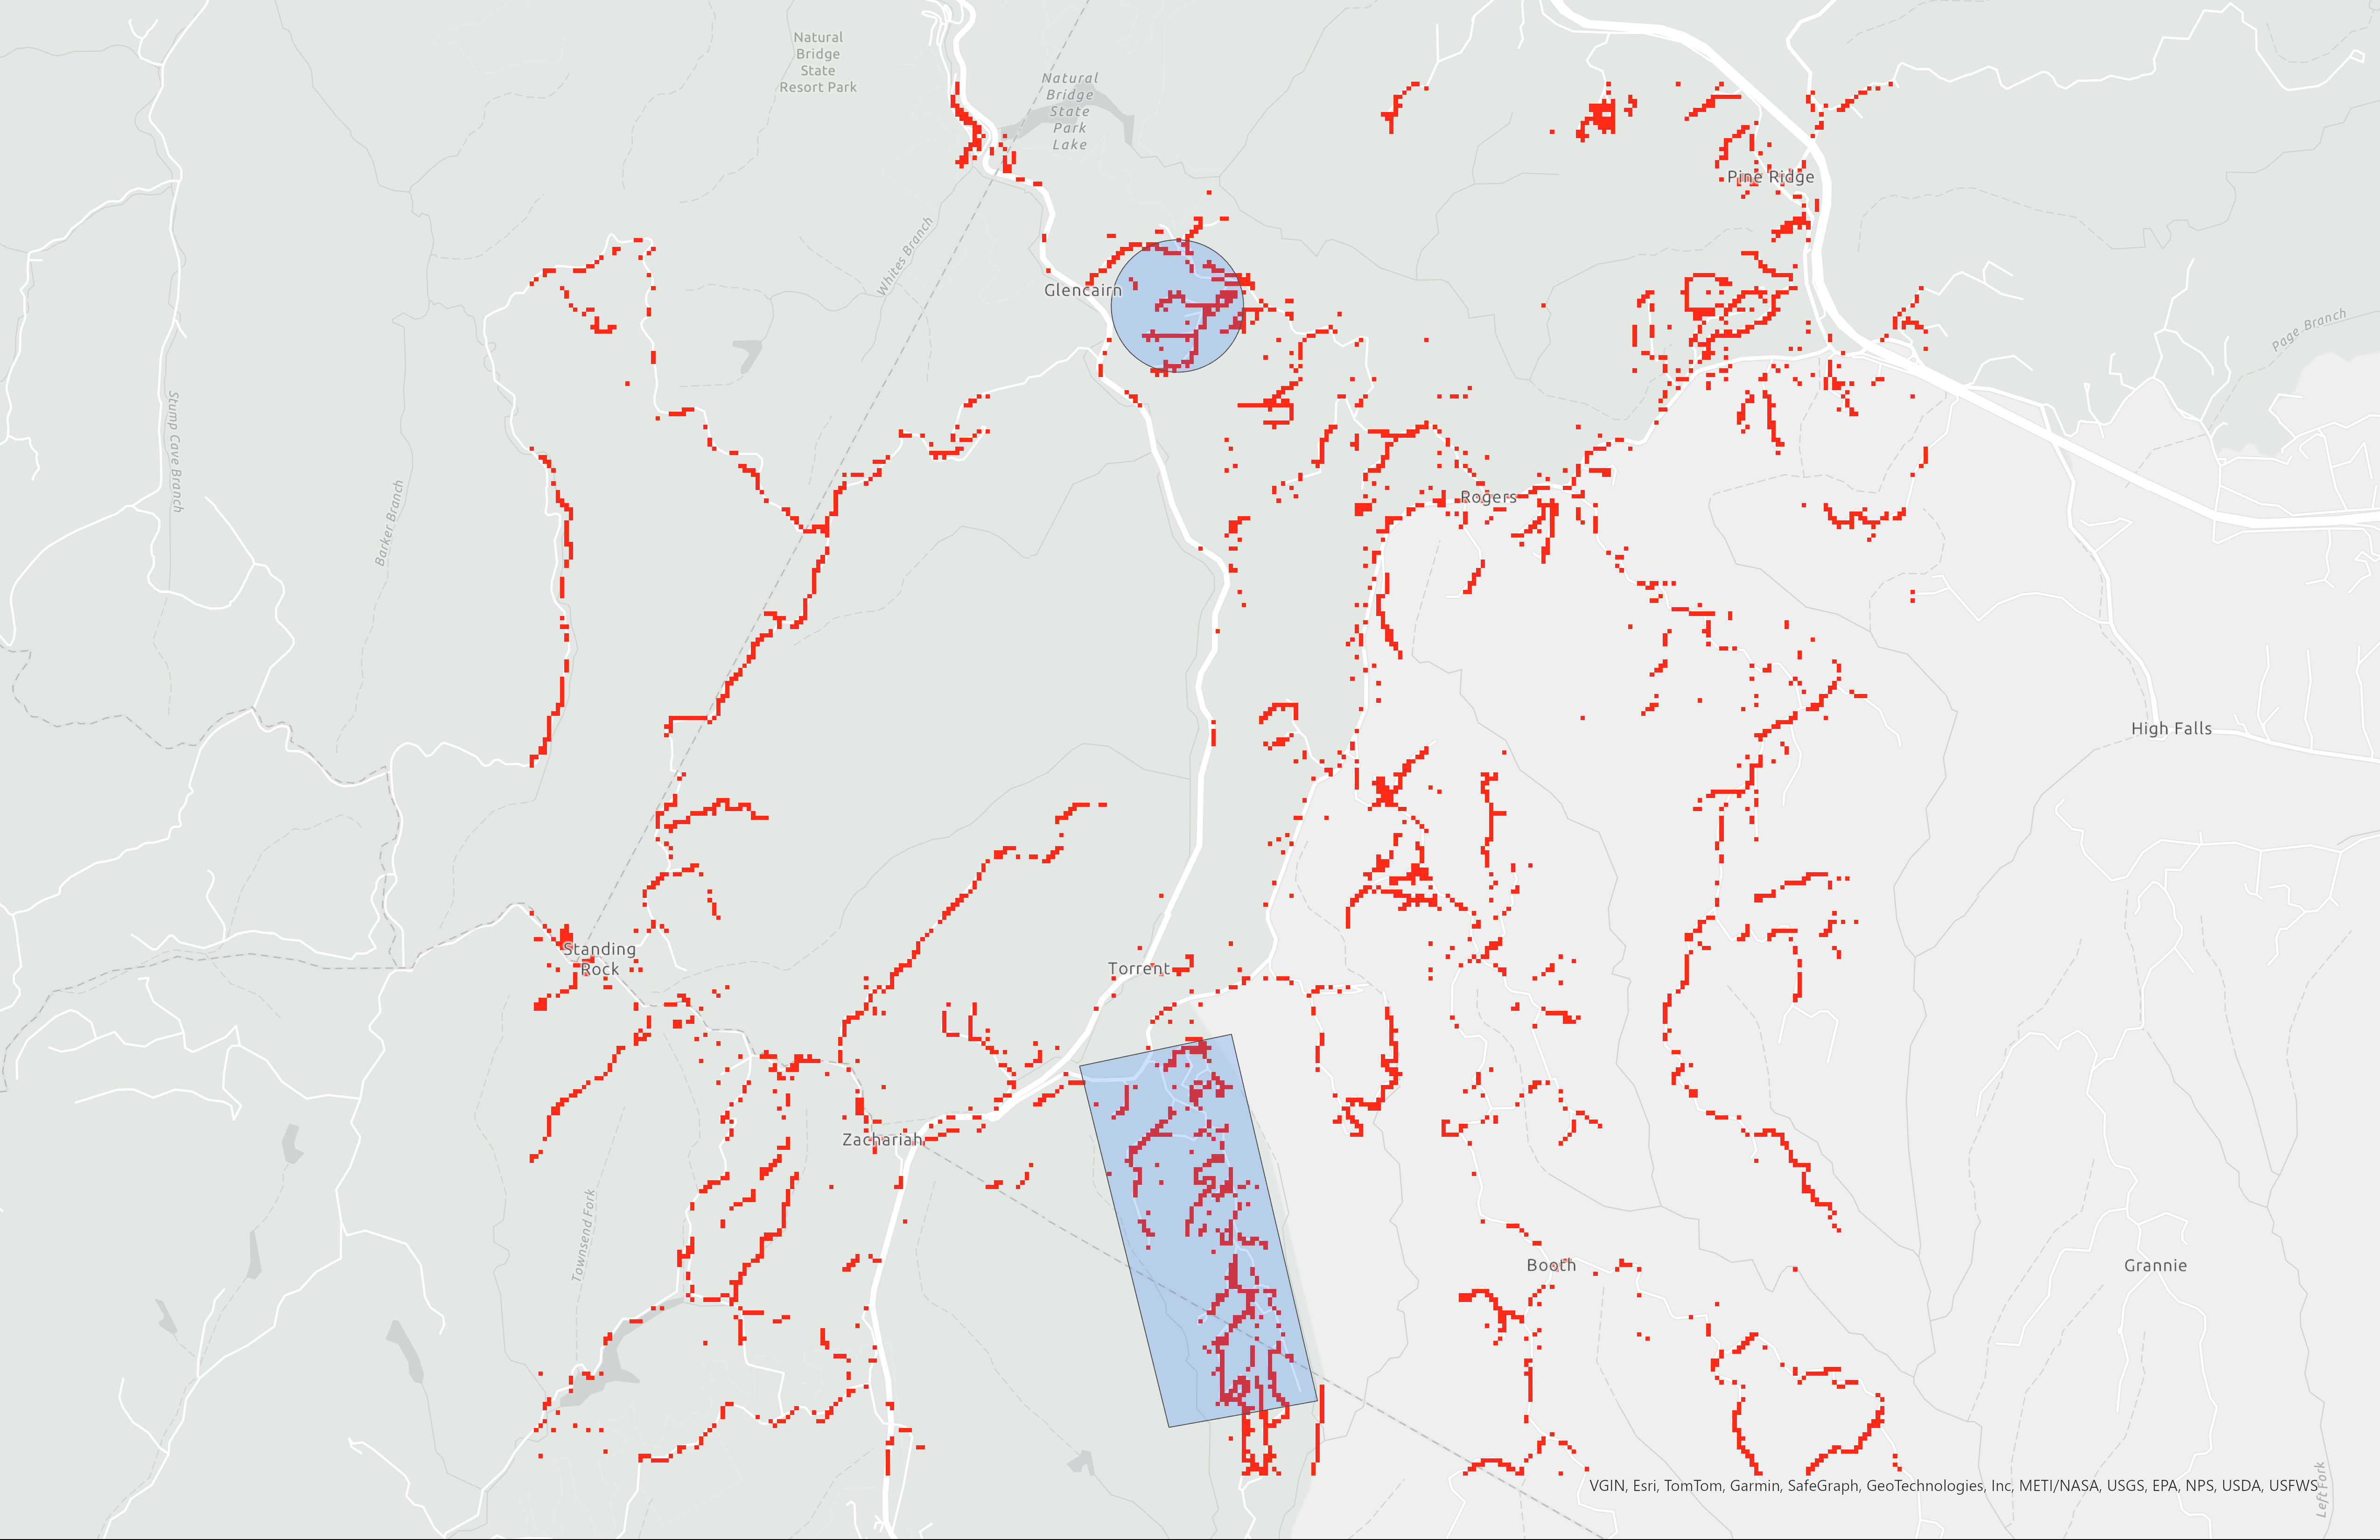 Natural
Bridge
State
Resort Park
Natural
Bridge
State
Park
Lake
Pine Ridge
Whites Branch
Glencairn
Page Branch
Stump Cave Branch
Barker Branch
Rogers
High Falls
Standing
Rock
Torrent
Zachariah
Townsend Fork
Booth
Grannie
Left Fork
VGIN, Esri, TomTom, Garmin, SafeGraph, GeoTechnologies, Inc, METI/NASA, USGS, EPA, NPS, USDA, USFWS